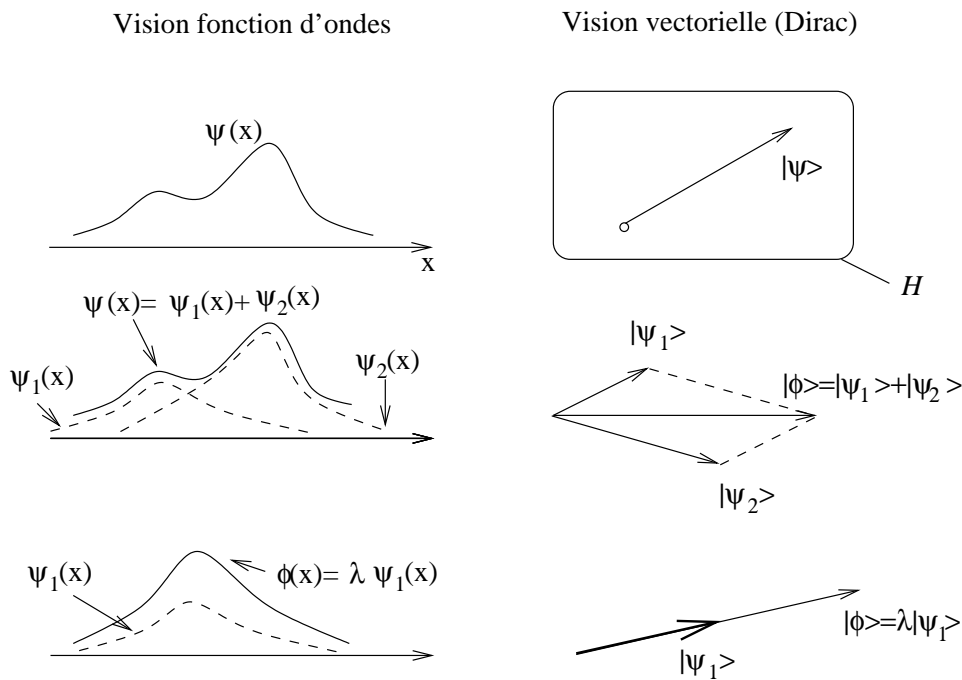 Vision fonction d'ondes
Vision vectorielle (Dirac)
ψ(x)
x
|ψ>
H
ψ(x)= ψ₁(x)+ψ₂(x)
ψ₁(x)
ψ₂(x)
|ψ₁>
|ϕ>=|ψ₁>+|ψ₂>
|ψ₂>
ψ₁(x)
ϕ(x)= λ ψ₁(x)
|ψ₁>
|ϕ>=λ|ψ₁>